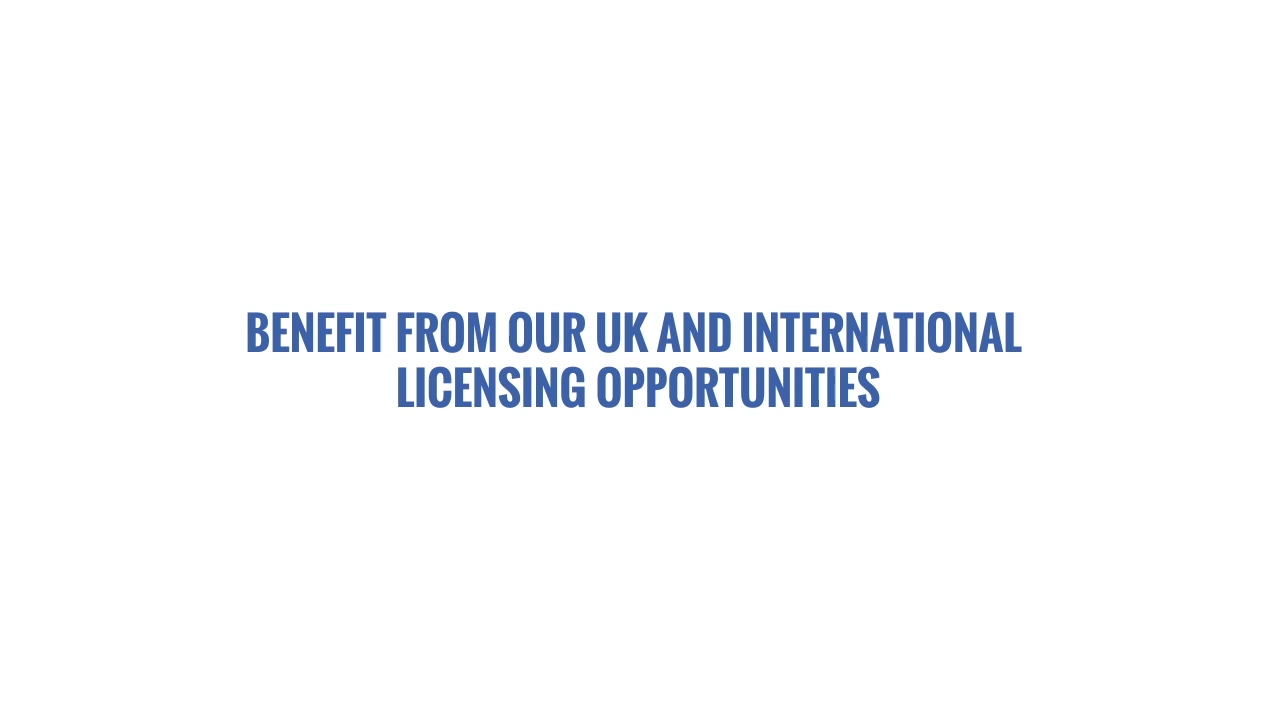 BENEFIT FROM OUR UK AND INTERNATIONAL
LICENSING OPPORTUNITIES